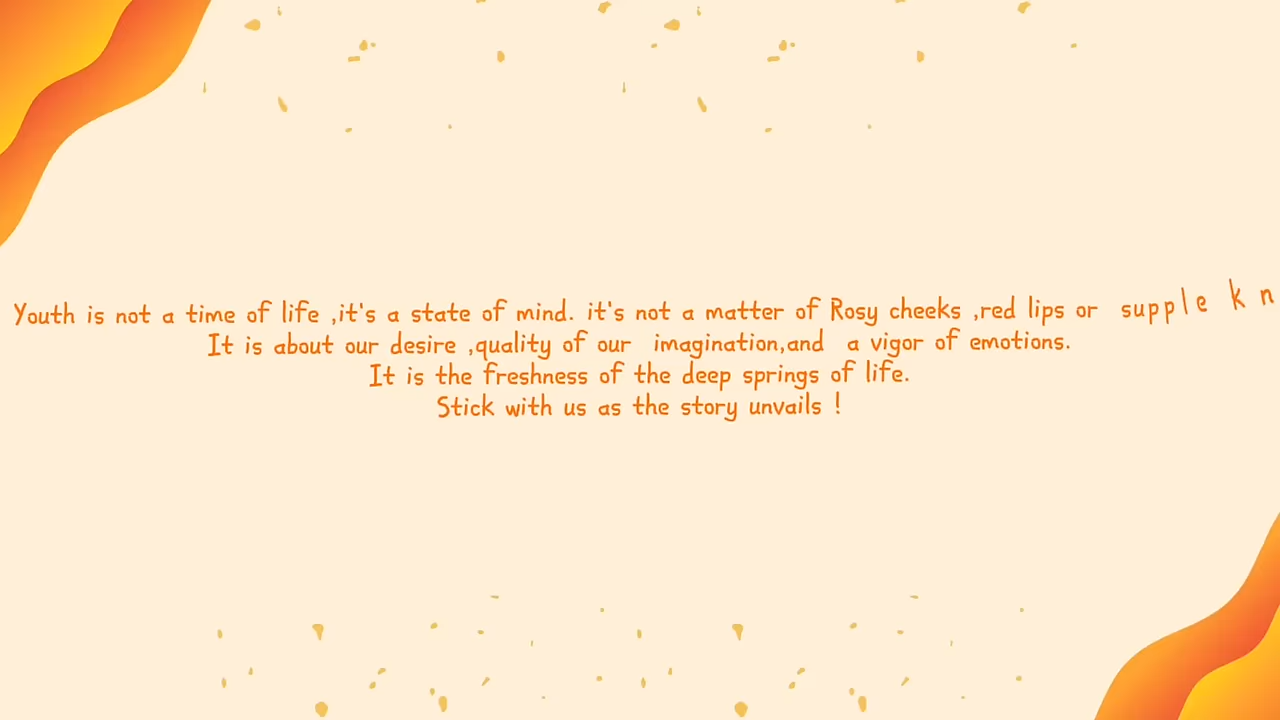 Youth is not a time of life ,it's a state of mind. it's not a matter of Rosy cheeks ,red lips or supple kn
It is about our desire ,quality of our imagination,and a vigor of emotions.
It is the freshness of the deep springs of life.
Stick with us as the story unvails !